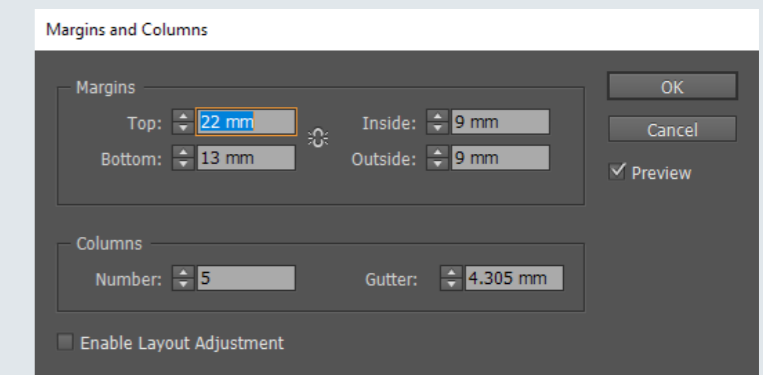 Margins and Columns
Margins
Top: 22 mm
Inside: 9 mm
Bottom: 13 mm
Outside: 9 mm
OK
Cancel
Preview
Columns
Number: 5
Gutter: 4.305 mm
Enable Layout Adjustment